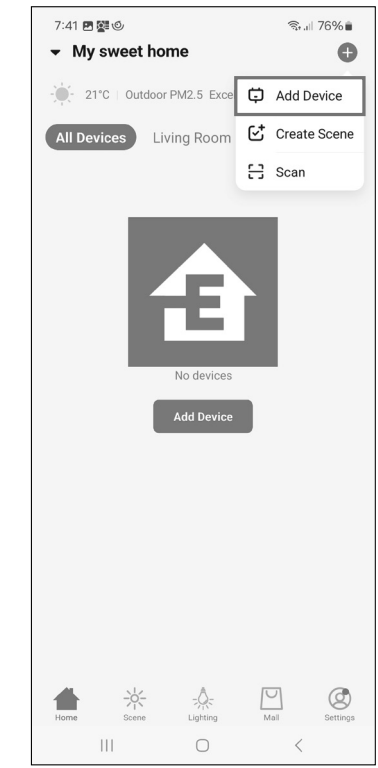 7:41 76%
My sweet home
21°C Outdoor PM2.5 Exce
Add Device
All Devices Living Room
Create Scene
Scan
E
No devices
Add Device
Home Scene Lighting Mall Settings